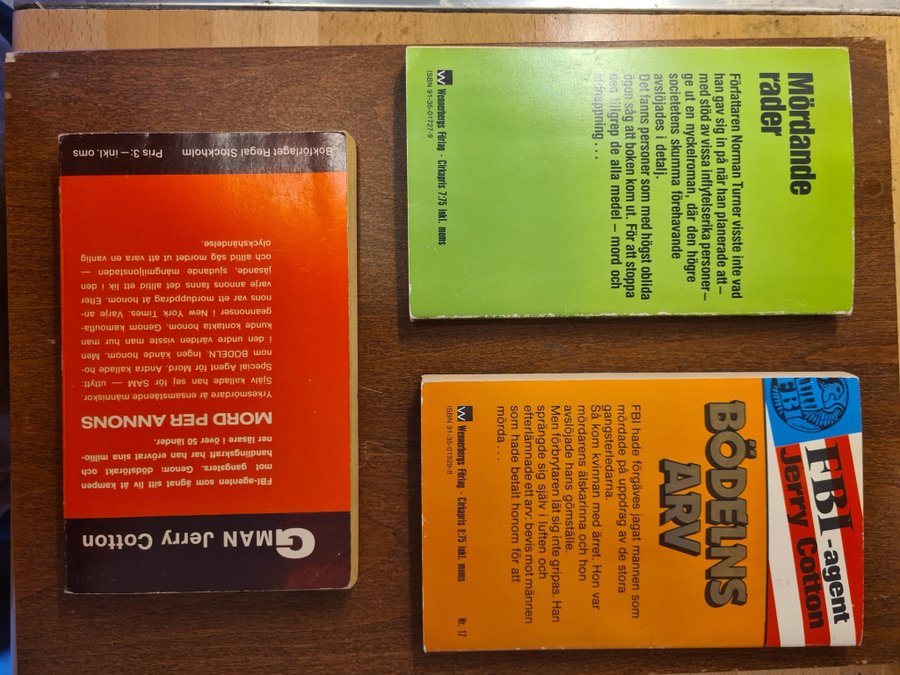 GMAN Jerry Cotton
FBI-agenten som ägnat sitt liv åt kampen
mot gangsters. Genom dödsförakt och
handlingskraft har han erövrat sina millio-
ner läsare över 50 länder.
MORD PER ANNONS
Yrkesmördare är ensamstående människor.
Själv kallade han sej för SAM — uttytt:
Special Agent för Mord. Andra kallade ho-
nom BÖDELN. Ingen kände honom. Men
i den undre världen visste man hur man
kunde kontakta honom. Genom kamoufla-
geannonser i New York Times. Varje an-
nons var ett morduppdrag åt honom. Efter
varje annons fanns det alltid ett lik i den
jäsande, sjudande mångmiljonstaden —
och alltid såg mordet ut att vara en vanlig
olyckshändelse.
Bokförlaget Regal Stockholm Pris 3:— inkl. oms
Mördande
rader
Författaren Norman Turner visste inte vad
han gav sig in på när han planerade att –
med stöd av vissa inflytelserika personer –
ge ut en nyckelroman, där den högre
societetens skumma förehavande
avslöjades i detalj.
Det fanns personer som med högst oblida
ögon såg att boken kom ut. För att stoppa
den tillgrep de alla medel – mord och
kidnappning . . .
Wennerbergs Förlag · Cirkapris 7:75 inkl. moms
ISBN 91-35-01727-9
FBI
FBI-agent
Jerry Cotton
BÖDELNS
ARV
FBI hade förgäves jagat mannen som
mördade på uppdrag av de stora
gangsterledarna.
Så kom kvinnan med ärret. Hon var
mördarens älskarinna och hon
avslöjade hans gömställe.
Men förbrytaren lät sig inte gripas. Han
sprängde sig själv i luften och
efterlämnade ett arv: bevis mot männen
som hade betalt honom för att
mörda . . .
Wennerbergs Förlag · Cirkapris 8:75 inkl. moms Nr. 17
ISBN 91-35-01929-8